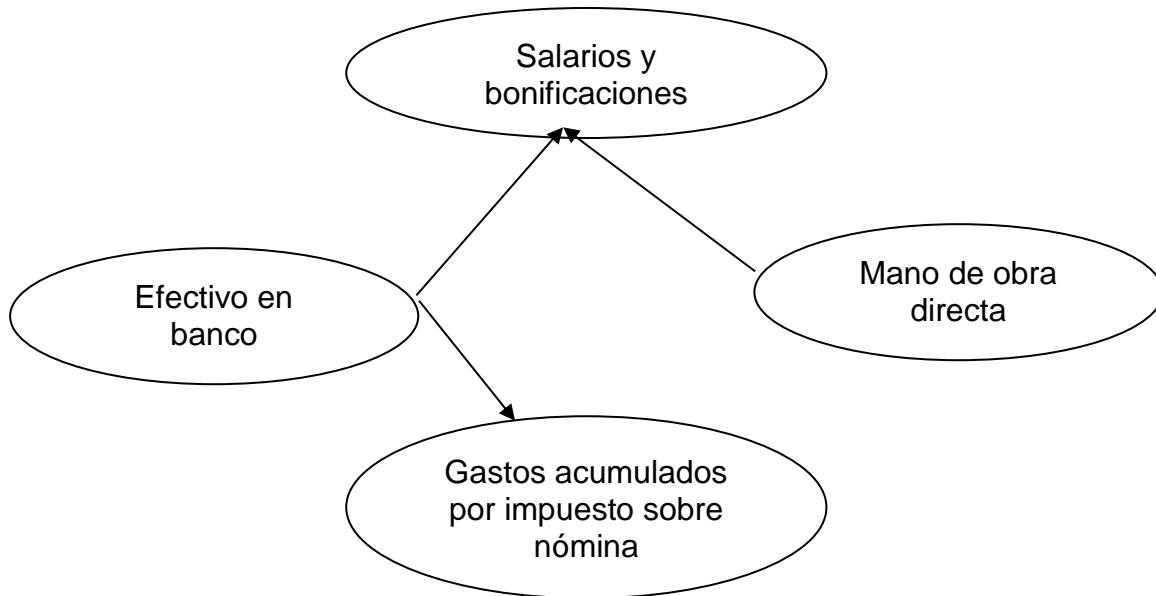 Salarios y
bonificaciones
Efectivo en
banco
Mano de obra
directa
Gastos acumulados
por impuesto sobre
nómina